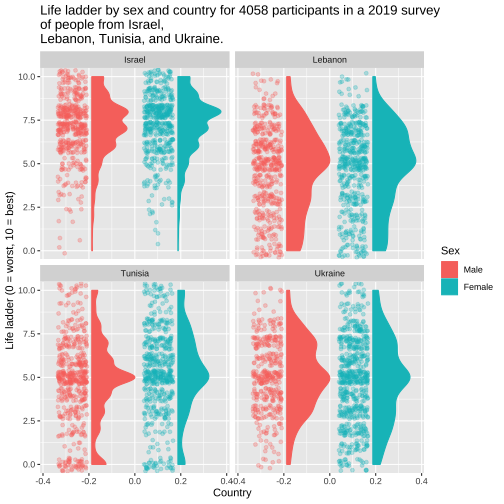 Life ladder by sex and country for 4058 participants in a 2019 survey
of people from Israel,
Lebanon, Tunisia, and Ukraine.
Israel
Lebanon
10.0
7.5
5.0
2.5
0.0
Tunisia
Ukraine
10.0
7.5
5.0
2.5
0.0
-0.4 -0.2 0.0 0.2 0.4 -0.4 -0.2 0.0 0.2 0.4
Country
Life ladder (0 = worst, 10 = best)
Sex
Male
Female